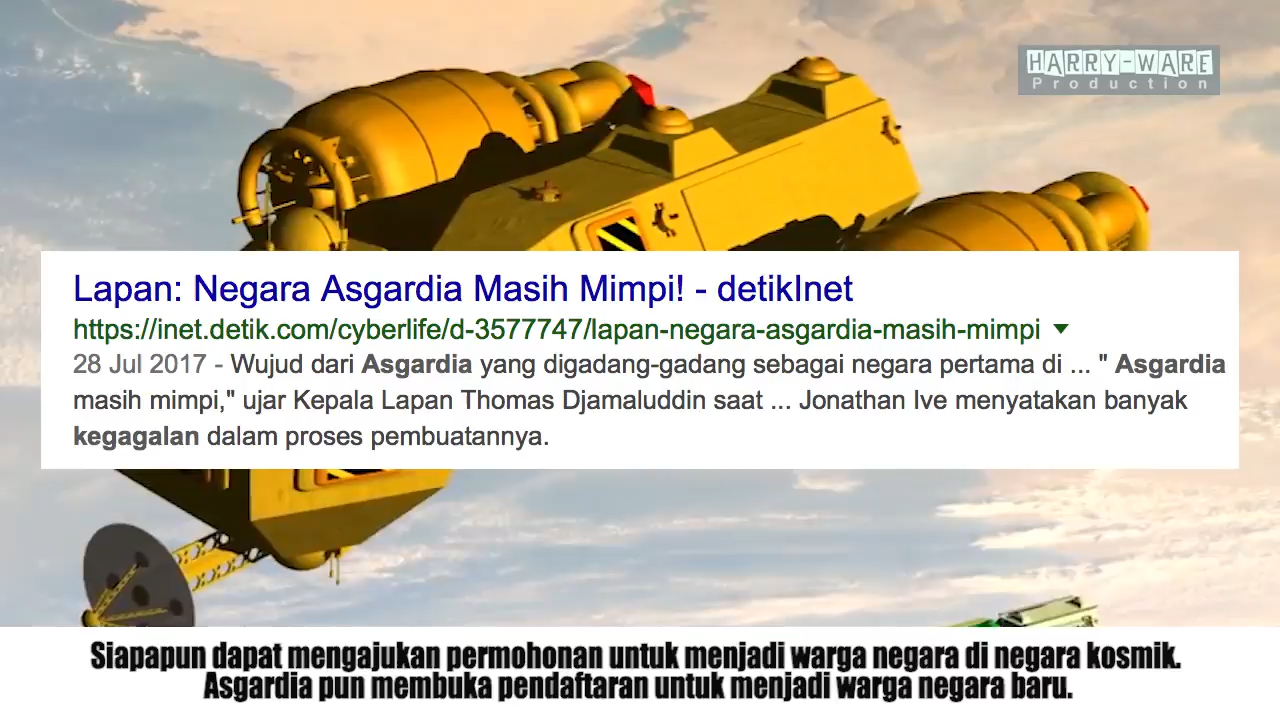 HARRY-WARE
Production
Lapan: Negara Asgardia Masih Mimpi! - detikInet
https://inet.detik.com/cyberlife/d-3577747/lapan-negara-asgardia-masih-mimpi
28 Jul 2017 - Wujud dari Asgardia yang digadang-gadang sebagai negara pertama di ... " Asgardia
masih mimpi," ujar Kepala Lapan Thomas Djamaluddin saat ... Jonathan Ive menyatakan banyak
kegagalan dalam proses pembuatannya.
Siapapun dapat mengajukan permohonan untuk menjadi warga negara di negara kosmik.
Asgardia pun membuka pendaftaran untuk menjadi warga negara baru.